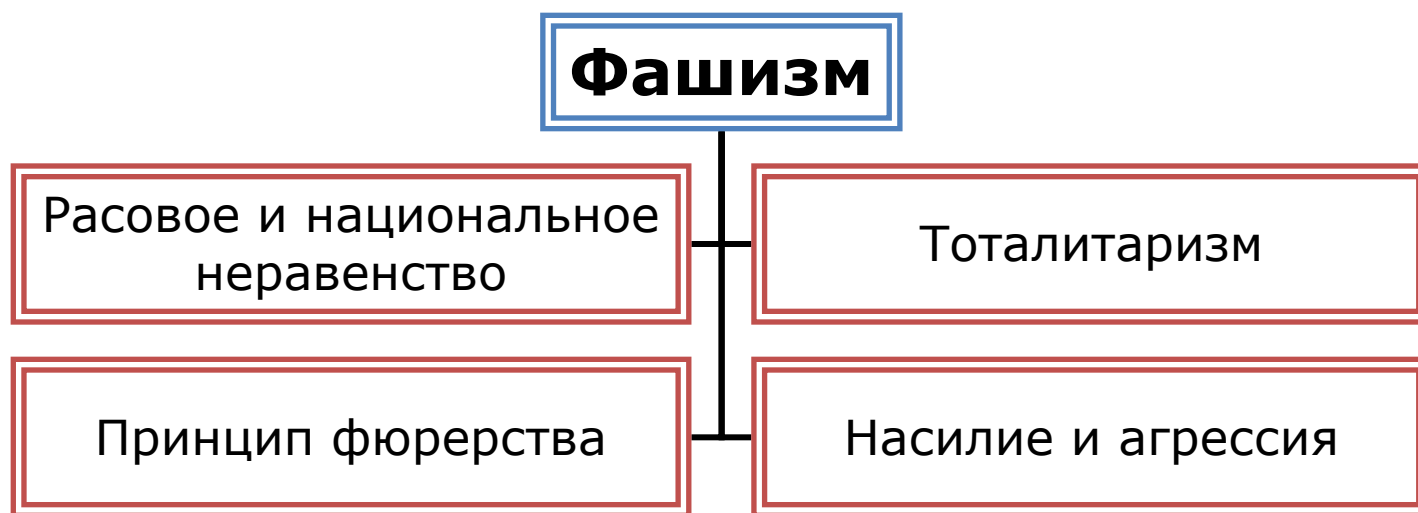 Фашизм
Расовое и национальное
неравенство
Тоталитаризм
Принцип фюрерства
Насилие и агрессия